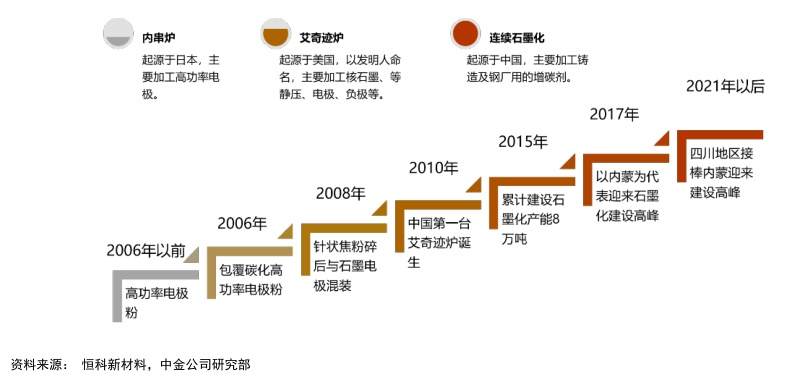 内串炉
起源于日本，主
要加工高功率电
极。
艾奇迹炉
起源于美国，以发明人命
名，主要加工核石墨、等
静压、电极、负极等。
连续石墨化
起源于中国，主要加工铸
造及钢厂用的增碳剂。
2006年以前
高功率电极
粉
2006年
包覆碳化高
功率电极粉
2008年
针状焦粉碎
后与石墨电
极混装
2010年
中国第一台
艾奇迹炉诞
生
2015年
累计建设石
墨化产能8
万吨
2017年
以内蒙为代
表迎来石墨
化建设高峰
2021年以后
四川地区接
棒内蒙迎来
建设高峰
资料来源： 恒科新材料，中金公司研究部